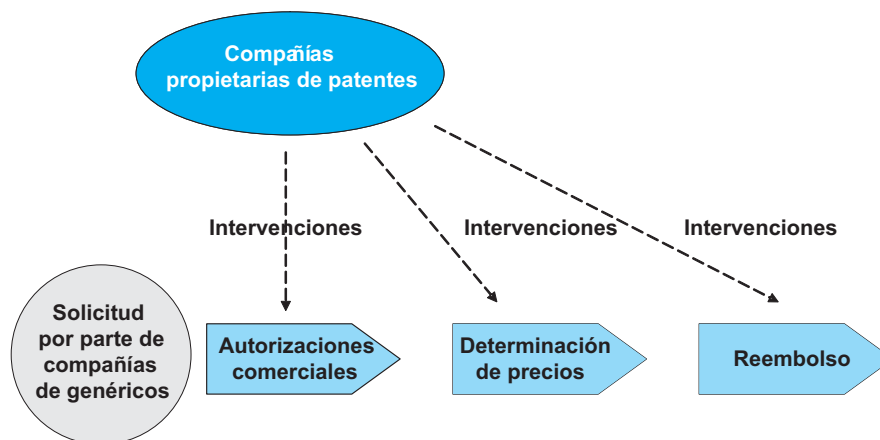 Compañías
propietarias de patentes
Intervenciones
Intervenciones
Intervenciones
Solicitud
por parte de
compañías
de genéricos
Autorizaciones
comerciales
Determinación
de precios
Reembolso